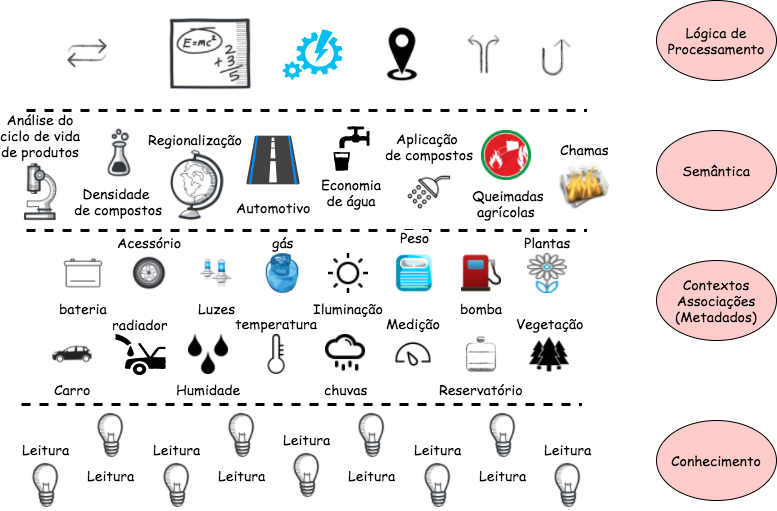 Lógica de
Processamento
E=mc²
2
+3
5
Análise do
ciclo de vida
de produtos
Densidade
de compostos
Regionalização
Automotivo
Economia
de água
Aplicação
de compostos
Queimadas
agrícolas
Chamas
Semântica
Acessório
gás
Peso
Plantas
bateria
Luzes
Iluminação
bomba
Contextos
Associações
(Metadados)
radiador
temperatura
Medição
Vegetação
Carro
Humidade
chuvas
Reservatório
Leitura
Leitura
Leitura
Leitura
Leitura
Leitura
Leitura
Leitura
Leitura
Conhecimento